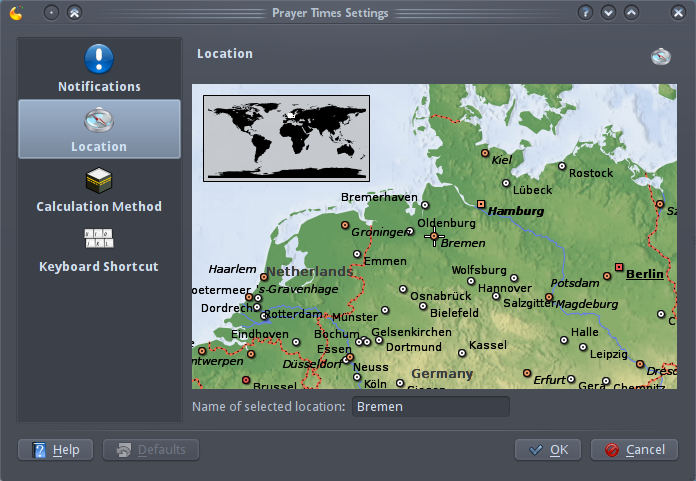 Prayer Times Settings
Notifications
Location
Calculation Method
Keyboard Shortcut
Location
Kiel
Rostock
Lübeck
Bremerhaven
Hamburg
Oldenburg
Groningen
Bremen
Emmen
Haarlem
Netherlands
Wolfsburg
Berlin
oetermeer
s-Gravenhage
Osnabrück
Hannover
Potsdam
Dordrech
Rotterdam
Münster
Bielefeld
Salzgitter
Magdeburg
Eindhoven
Bochum
Gelsenkirchen
Halle
Essen
Dortmund
Kassel
Leipzig
ntwerpen
Düsseldorf
Neuss
Dresd
Brussel
Köln
Germany
Erfurt
Gera
Chemnitz
Name of selected location: Bremen
Help
Defaults
OK
Cancel